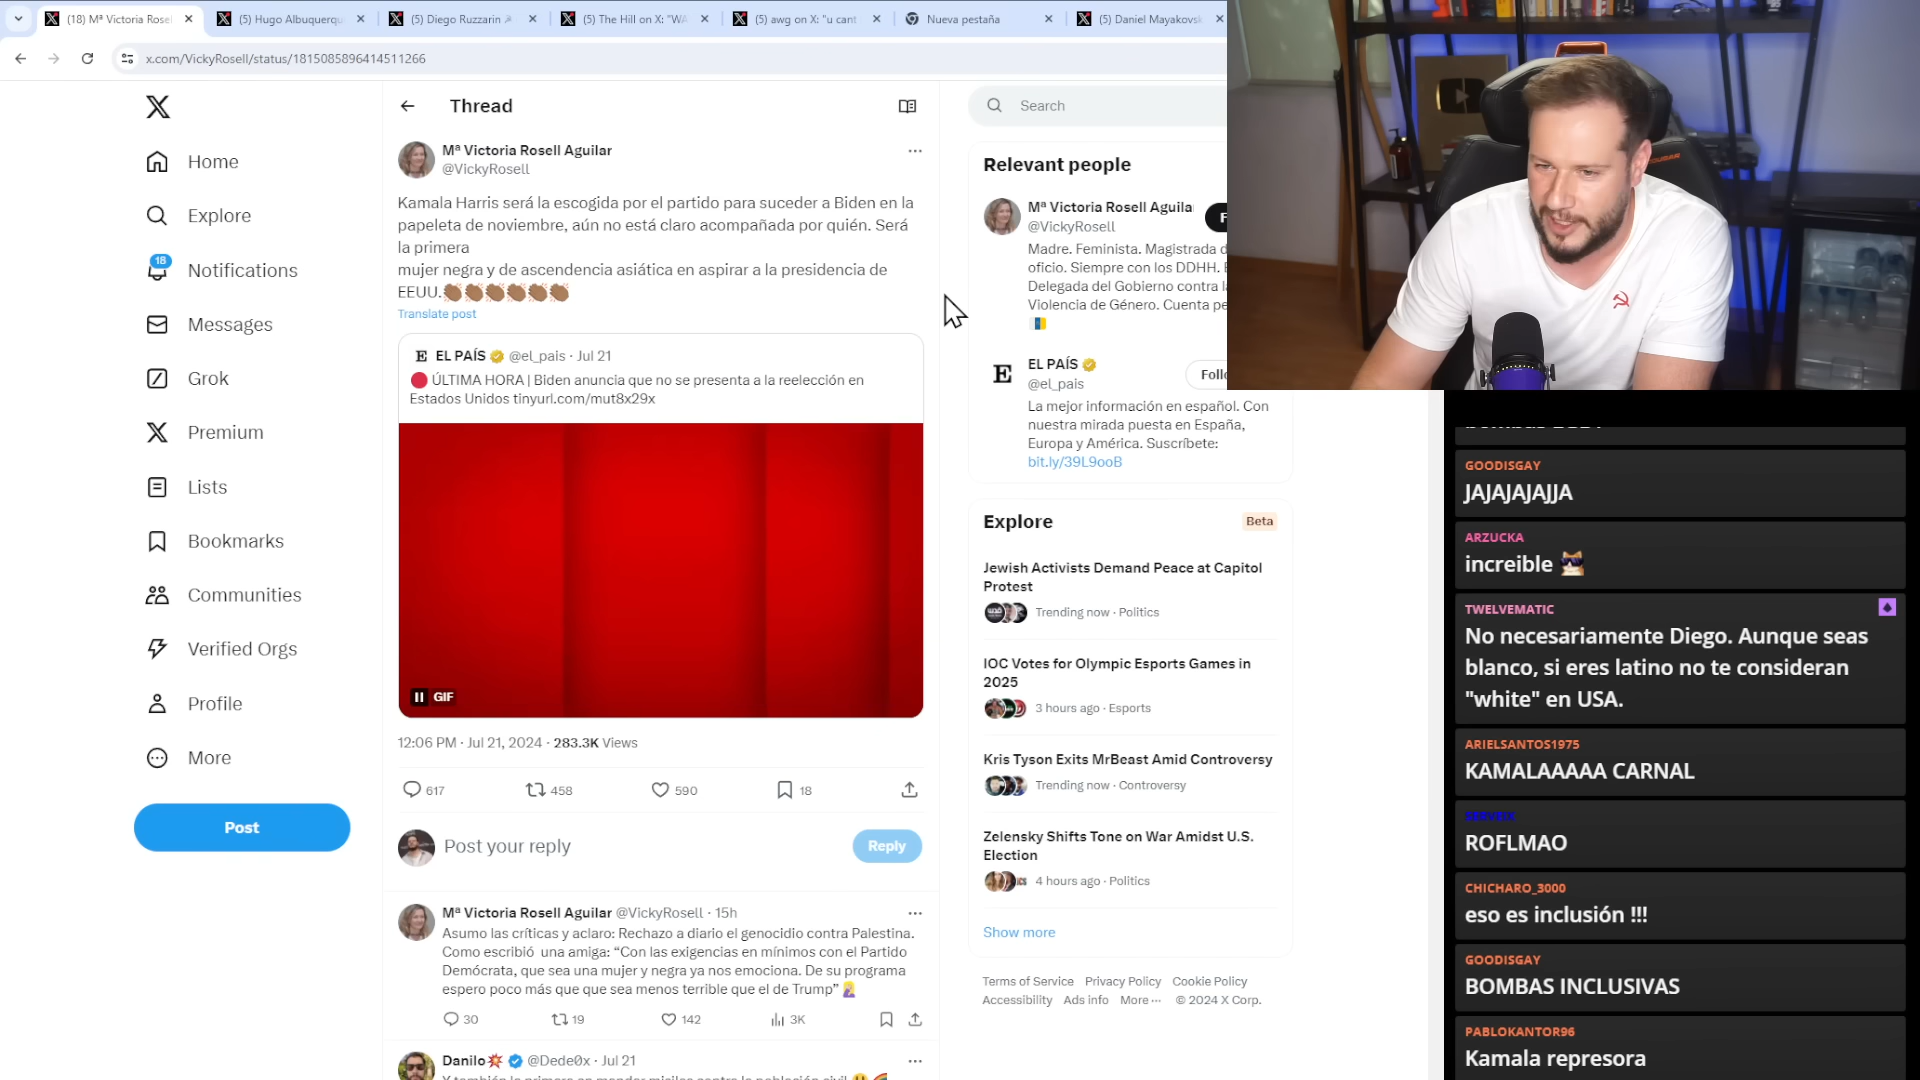 (18) Mª Victoria Rosel
(5) Hugo Albuquerqu
(5) Diego Ruzzarin
(5) The Hill on X: "WA
(5) awg on X: "u cant
Nueva pestaña
(5) Daniel Mayakovsk
x.com/VickyRosell/status/1815085896414511266
Home
Explore
18
Notifications
Messages
Grok
Premium
Lists
Bookmarks
Communities
Verified Orgs
Profile
More
Post
Thread
Mª Victoria Rosell Aguilar
@VickyRosell
Kamala Harris será la escogida por el partido para suceder a Biden en la
papeleta de noviembre, aún no está claro acompañada por quién. Será
la primera
mujer negra y de ascendencia asiática en aspirar a la presidencia de
EEUU.👏🏽👏🏽👏🏽👏🏽👏🏽👏🏽
Translate post
E EL PAÍS @el_pais · Jul 21
🔴 ÚLTIMA HORA | Biden anuncia que no se presenta a la reelección en
Estados Unidos tinyurl.com/mut8x29x
GIF
12:06 PM · Jul 21, 2024 · 283.3K Views
617 458 590 18
Post your reply
Reply
Mª Victoria Rosell Aguilar @VickyRosell · 15h
Asumo las críticas y aclaro: Rechazo a diario el genocidio contra Palestina.
Como escribió una amiga: “Con las exigencias en mínimos con el Partido
Demócrata, que sea una mujer y negra ya nos emociona. De su programa
espero poco más que que sea menos terrible que el de Trump”
30 19 142 3K
Danilo💥 @Dede0x · Jul 21
Search
Relevant people
Mª Victoria Rosell Aguila
F
@VickyRosell
Madre. Feminista. Magistrada d
oficio. Siempre con los DDHH. E
Delegada del Gobierno contra l
Violencia de Género. Cuenta pe
E
EL PAÍS
Follo
@el_pais
La mejor información en español. Con
nuestra mirada puesta en España,
Europa y América. Suscríbete:
bit.ly/39L9ooB
Explore
Beta
Jewish Activists Demand Peace at Capitol
Protest
Trending now · Politics
IOC Votes for Olympic Esports Games in
2025
3 hours ago · Esports
Kris Tyson Exits MrBeast Amid Controversy
Trending now · Controversy
Zelensky Shifts Tone on War Amidst U.S.
Election
4 hours ago · Politics
Show more
Terms of Service Privacy Policy Cookie Policy
Accessibility Ads info More ··· © 2024 X Corp.
GOODISGAY
JAJAJAJAJJA
ARZUCKA
increible
TWELVEMATIC
No necesariamente Diego. Aunque seas
blanco, si eres latino no te consideran
"white" en USA.
ARIELSANTOS1975
KAMALAAAAA CARNAL
ROFLMAO
CHICHARO_3000
eso es inclusión !!!
GOODISGAY
BOMBAS INCLUSIVAS
PABLOKANTOR96
Kamala represora